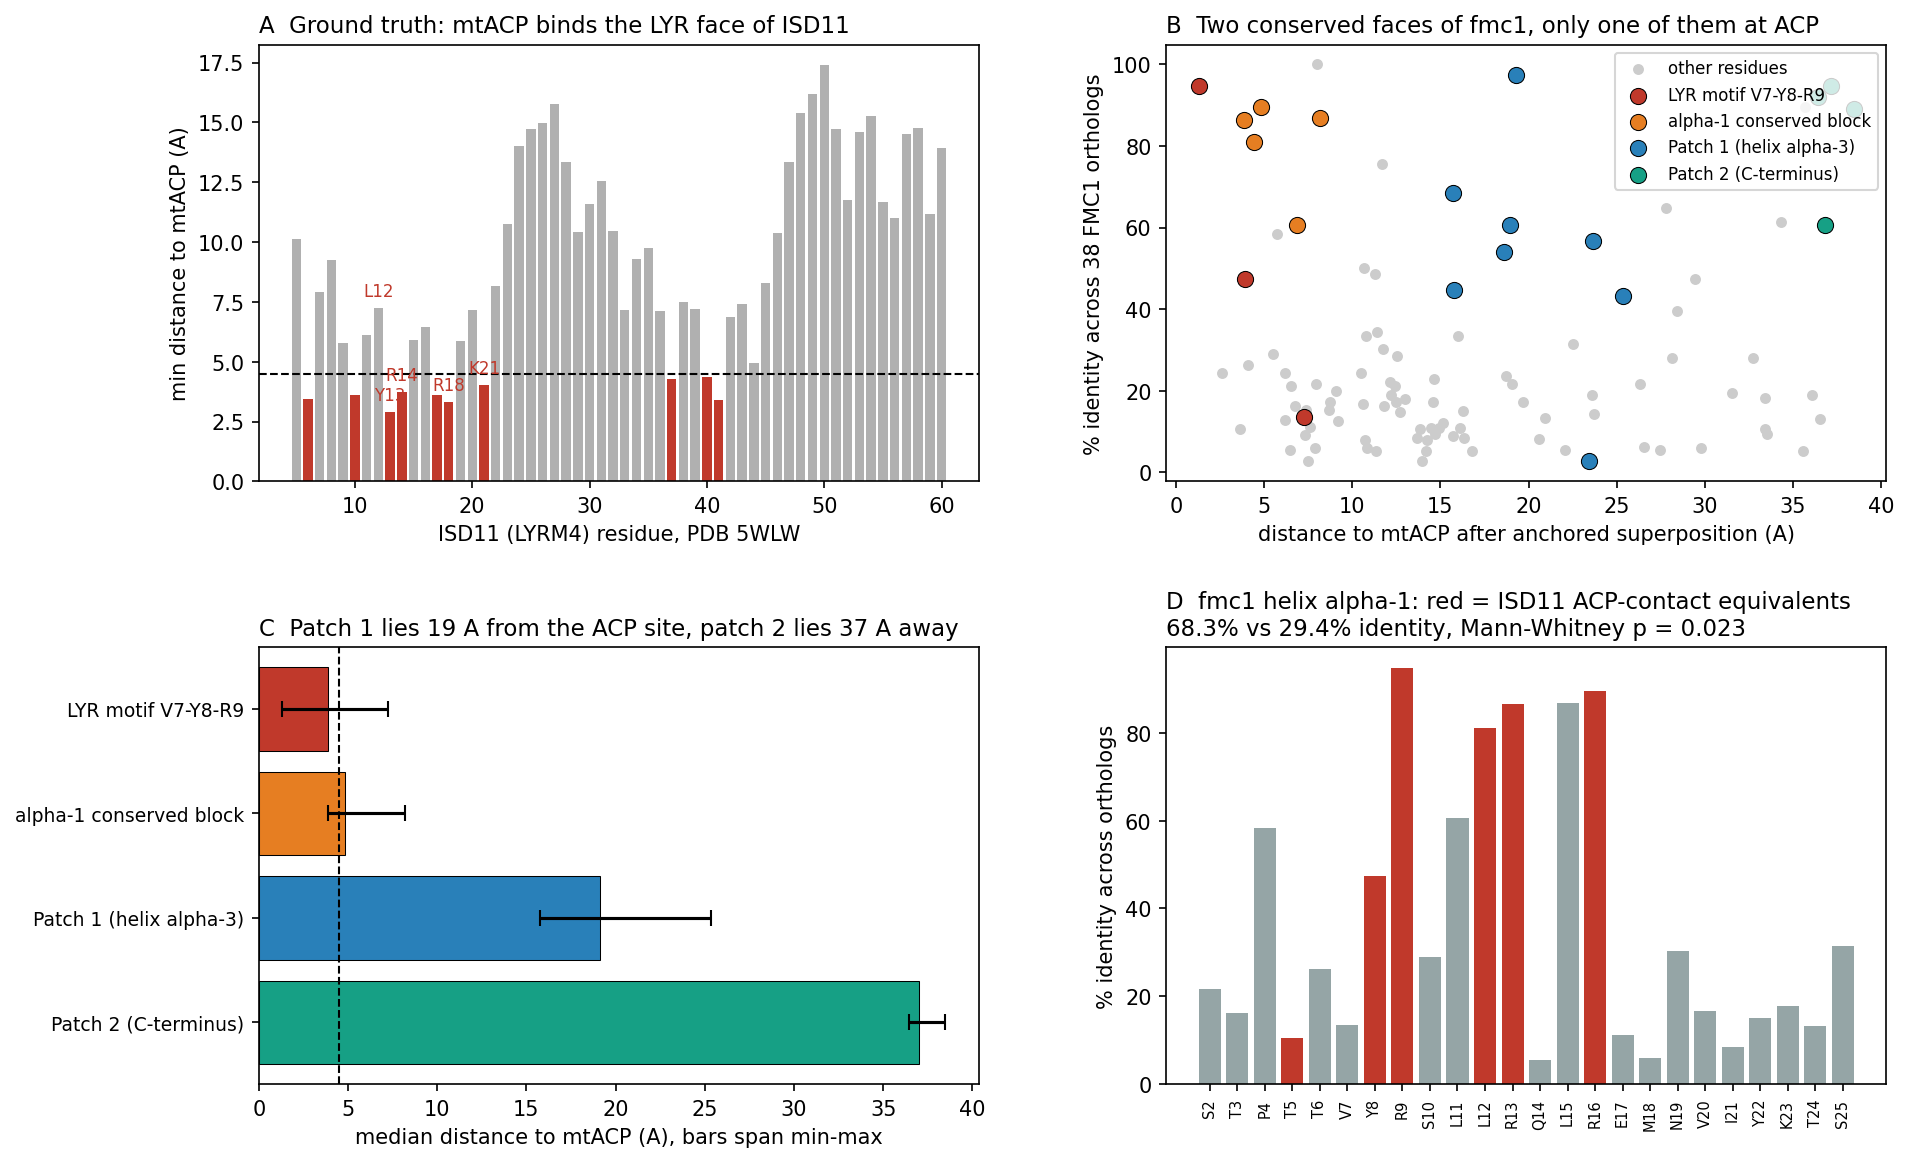 A  Ground truth: mtACP binds the LYR face of ISD11
min distance to mtACP (A)
17.5
15.0
12.5
10.0
7.5
5.0
2.5
0.0
L12
Y13
R14
R18
K21
10
20
30
40
50
60
ISD11 (LYRM4) residue, PDB 5WLW
B  Two conserved faces of fmc1, only one of them at ACP
% identity across 38 FMC1 orthologs
100
80
60
40
20
0
other residues
LYR motif V7-Y8-R9
alpha-1 conserved block
Patch 1 (helix alpha-3)
Patch 2 (C-terminus)
0
5
10
15
20
25
30
35
40
distance to mtACP after anchored superposition (A)
C  Patch 1 lies 19 A from the ACP site, patch 2 lies 37 A away
LYR motif V7-Y8-R9
alpha-1 conserved block
Patch 1 (helix alpha-3)
Patch 2 (C-terminus)
0
5
10
15
20
25
30
35
40
median distance to mtACP (A), bars span min-max
D  fmc1 helix alpha-1: red = ISD11 ACP-contact equivalents
68.3% vs 29.4% identity, Mann-Whitney p = 0.023
% identity across orthologs
80
60
40
20
0
S2
T3
P4
T5
T6
V7
Y8
R9
S10
L11
L12
R13
Q14
L15
R16
E17
M18
N19
V20
I21
Y22
K23
T24
S25